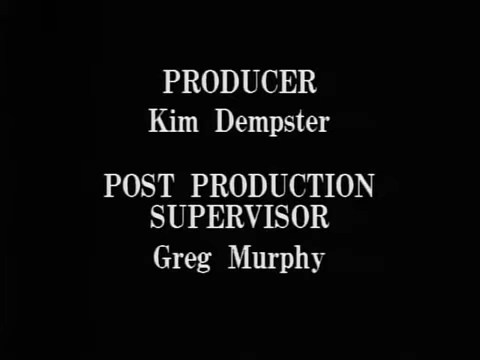 PRODUCER
Kim Dempster
POST PRODUCTION
SUPERVISOR
Greg Murphy